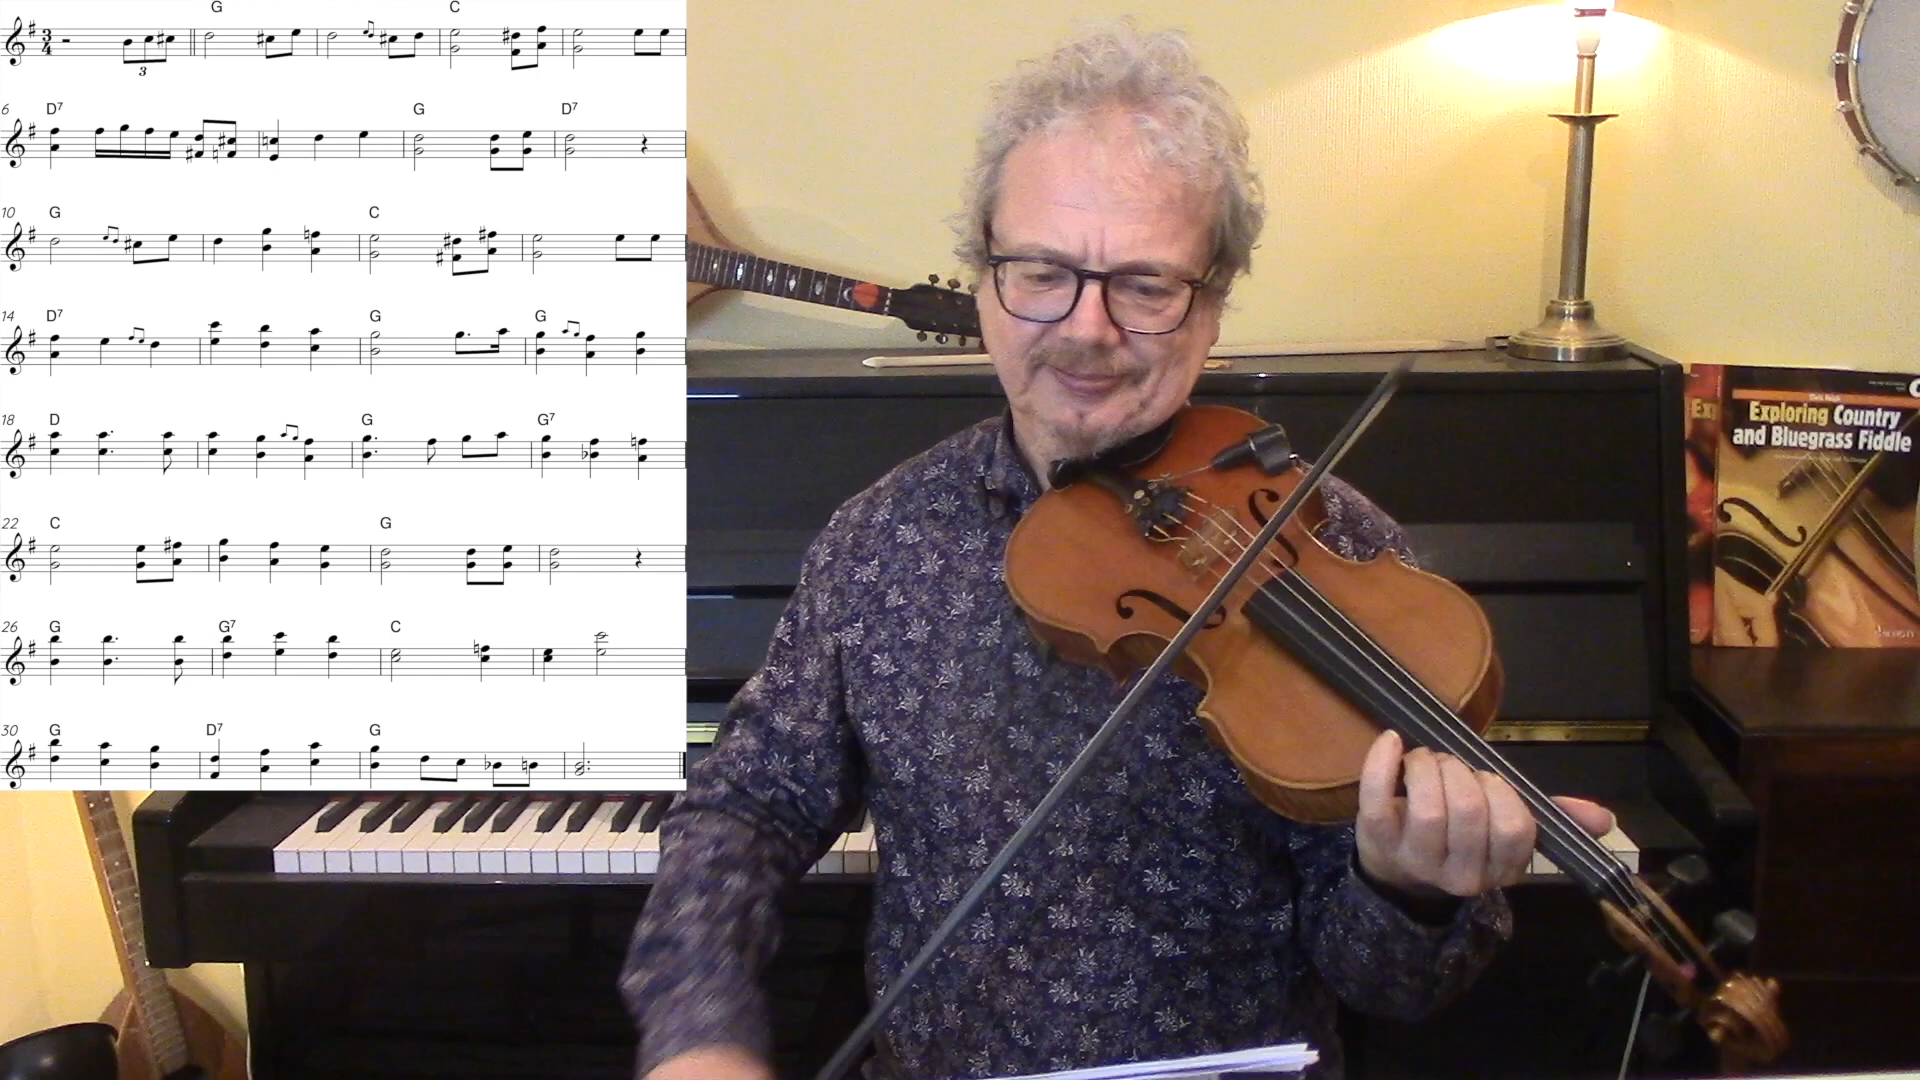 G C
3
4
3
6 D7 G D7
10 G C
14 D7 G G
18 D G G7
22 C G
26 G G7 C
30 G D7 G
Exploring Country
and Bluegrass Fiddle